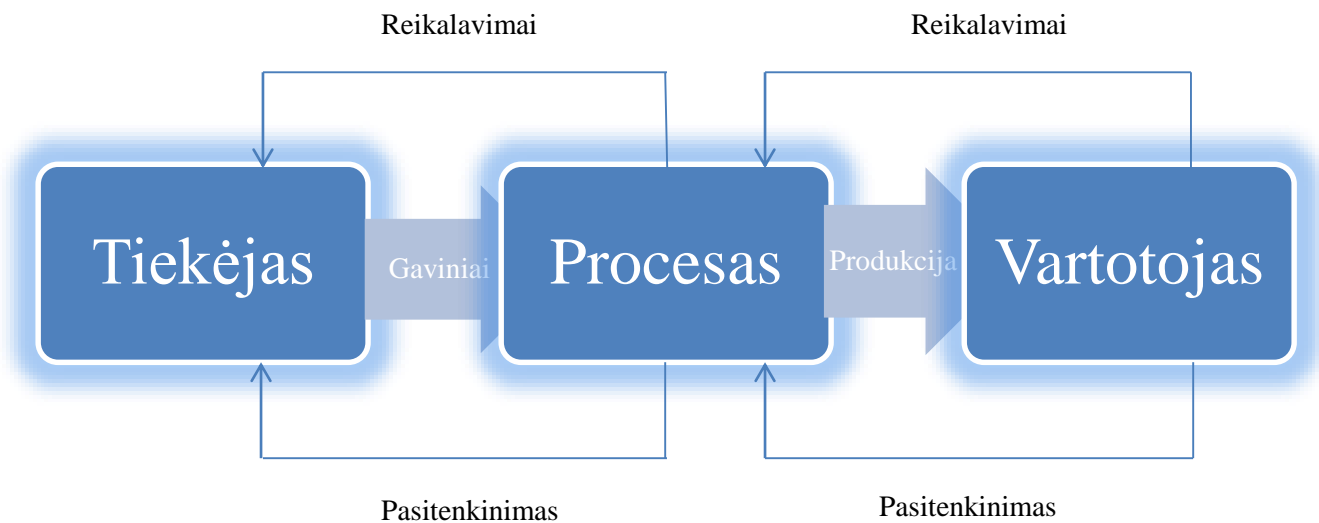 Reikalavimai
Reikalavimai
Tiekėjas
Gaviniai
Procesas
Produkcija
Vartotojas
Pasitenkinimas
Pasitenkinimas